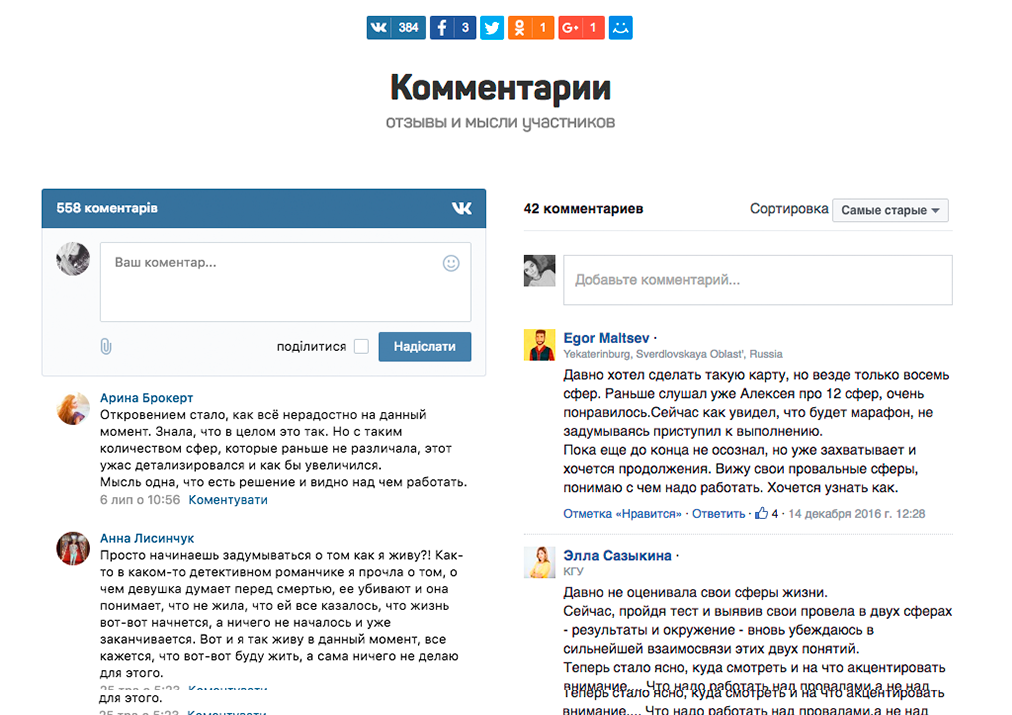 384
3
1
G+ 1
Комментарии
отзывы и мысли участников
558 коментарів
Ваш коментар...
поділитися
Надіслати
Арина Брокерт
Откровением стало, как всё нерадостно на данный
момент. Знала, что в целом это так. Но с таким
количеством сфер, которые раньше не различала, этот
ужас детализировался и как бы увеличился.
Мысль одна, что есть решение и видно над чем работать.
6 лип о 10:56 Коментувати
Анна Лисинчук
Просто начинаешь задумываться о том как я живу?! Как-
то в каком-то детективном романчике я прочла о том, о
чем девушка думает перед смертью, ее убивают и она
понимает, что не жила, что ей все казалось, что жизнь
вот-вот начнется, а ничего не началось и уже
заканчивается. Вот и я так живу в данный момент, все
кажется, что вот-вот буду жить, а сама ничего не делаю
для этого.
25 тра о 5:23 Коментувати
для этого.
25 тра о 5:23 Коментувати
42 комментариев
Сортировка Самые старые
Добавьте комментарий...
Egor Maltsev ·
Yekaterinburg, Sverdlovskaya Oblast', Russia
Давно хотел сделать такую карту, но везде только восемь
сфер. Раньше слушал уже Алексея про 12 сфер, очень
понравилось.Сейчас как увидел, что будет марафон, не
задумываясь приступил к выполнению.
Пока еще до конца не осознал, но уже захватывает и
хочется продолжения. Вижу свои провальные сферы,
понимаю с чем надо работать. Хочется узнать как.
Отметка «Нравится» · Ответить · 4 · 14 декабря 2016 г. 12:28
Элла Сазыкина ·
КГУ
Давно не оценивала свои сферы жизни.
Сейчас, пройдя тест и выявив свои провела в двух сферах
- результаты и окружение - вновь убеждаюсь в
сильнейшей взаимосвязи этих двух понятий.
Теперь стало ясно, куда смотреть и на что акцентировать
внимание.... Что надо работать над провалами,а не над
Теперь стало ясно, куда смотреть и на что акцентировать
внимание.... Что надо работать над провалами,а не над